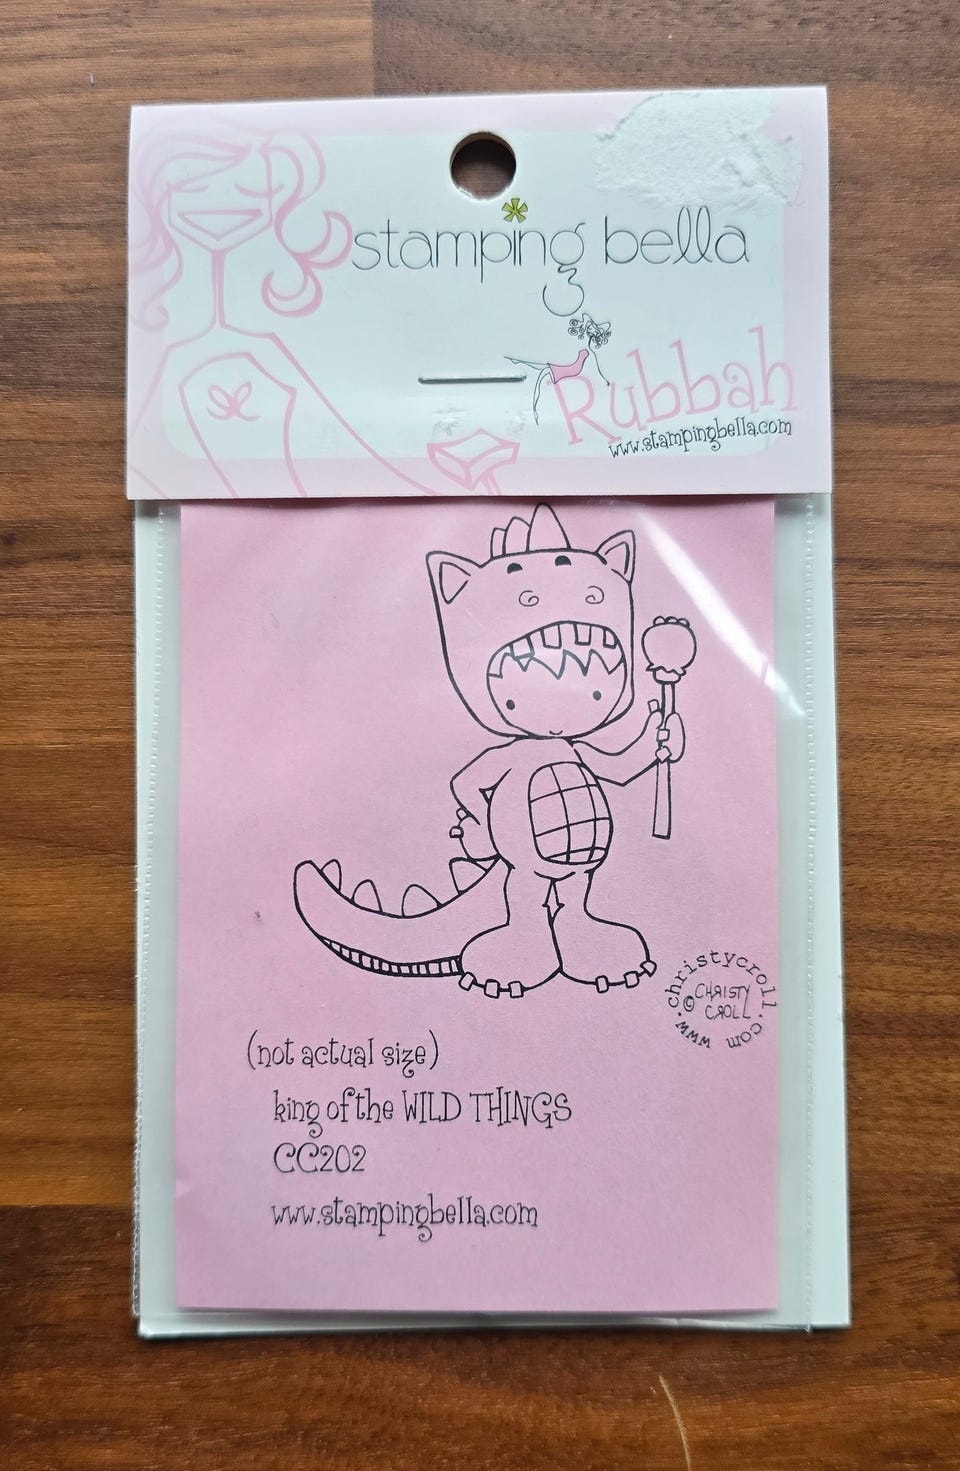 stamping bella
Rubbah
www.stampingbella.com
www.christycroll.com
© CHRISTY
CROLL
(not actual size)
king of the WILD THINGS
CC202
www.stampingbella.com